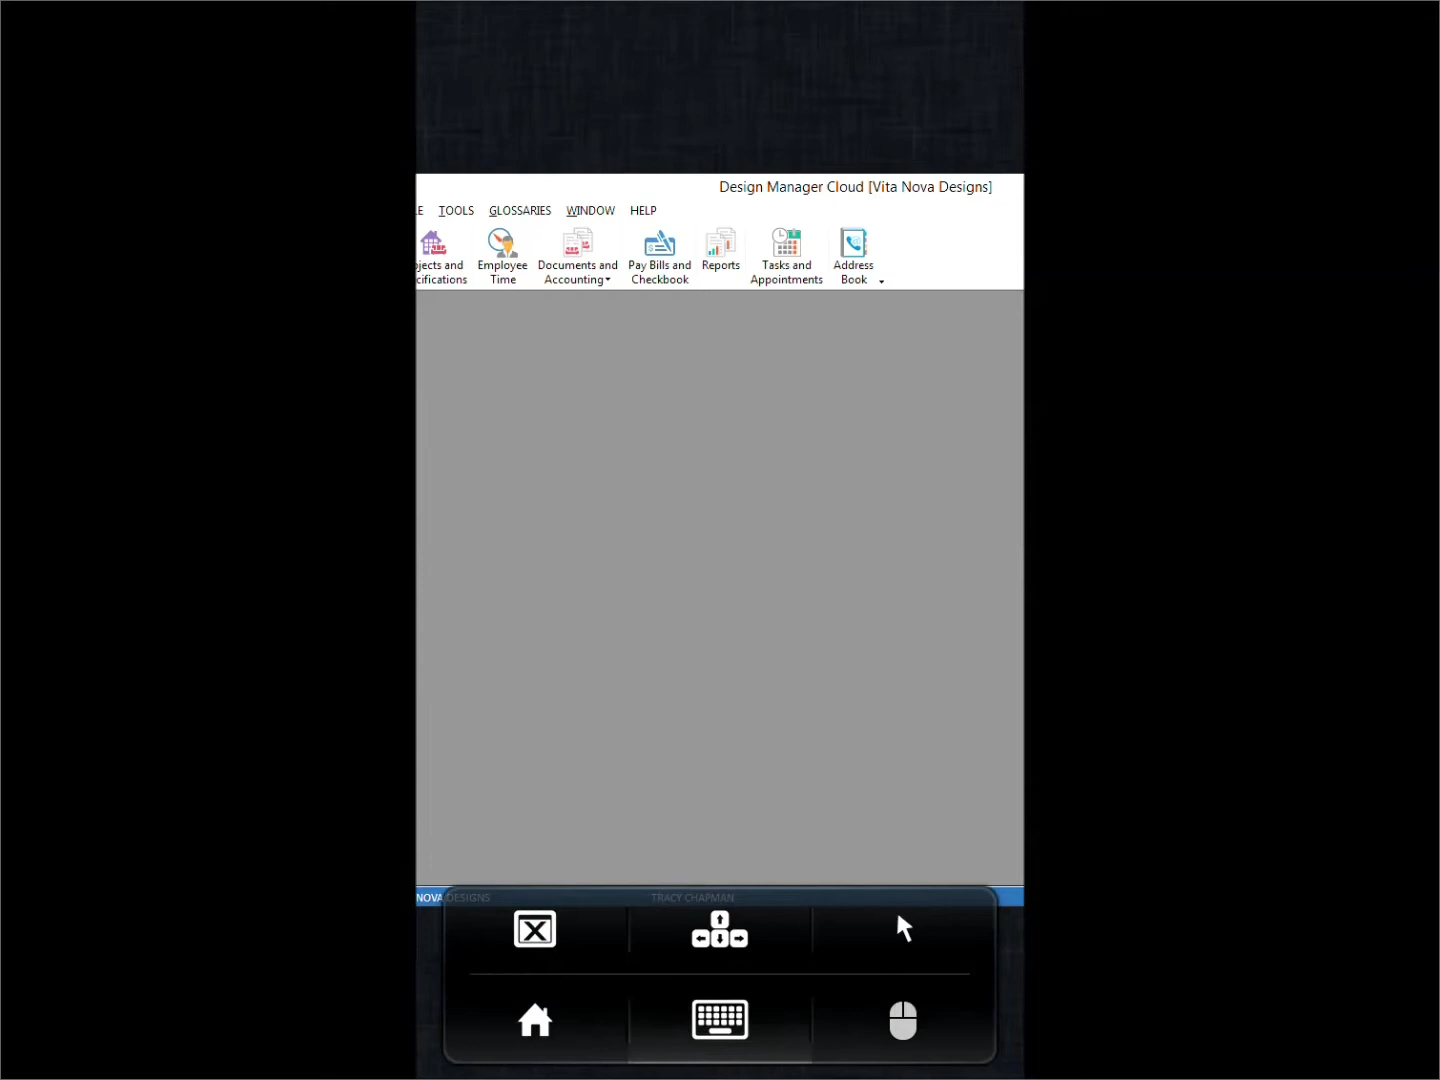 Design Manager Cloud [Vita Nova Designs]
E TOOLS GLOSSARIES WINDOW HELP
jects and Employee Documents and Pay Bills and Reports Tasks and Address
cifications Time Accounting Checkbook Appointments Book
NOVA DESIGNS TRACY CHAPMAN